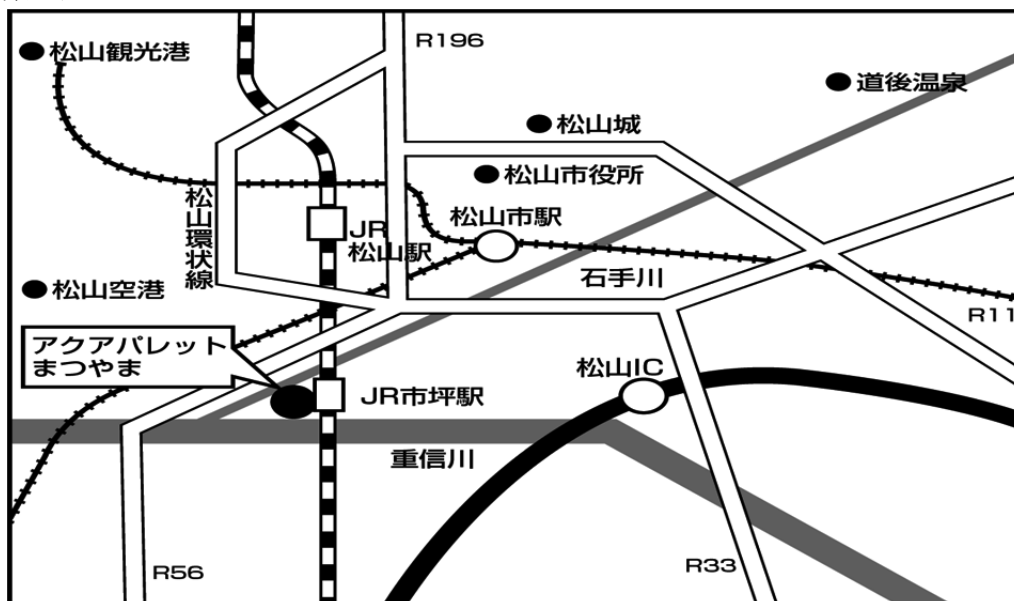 R196
松山観光港
道後温泉
松山城
松山市役所
松山環状線
松山市駅
JR
松山駅
石手川
松山空港
R11
アクアパレット
まつやま
松山IC
JR市坪駅
重信川
R56
R33